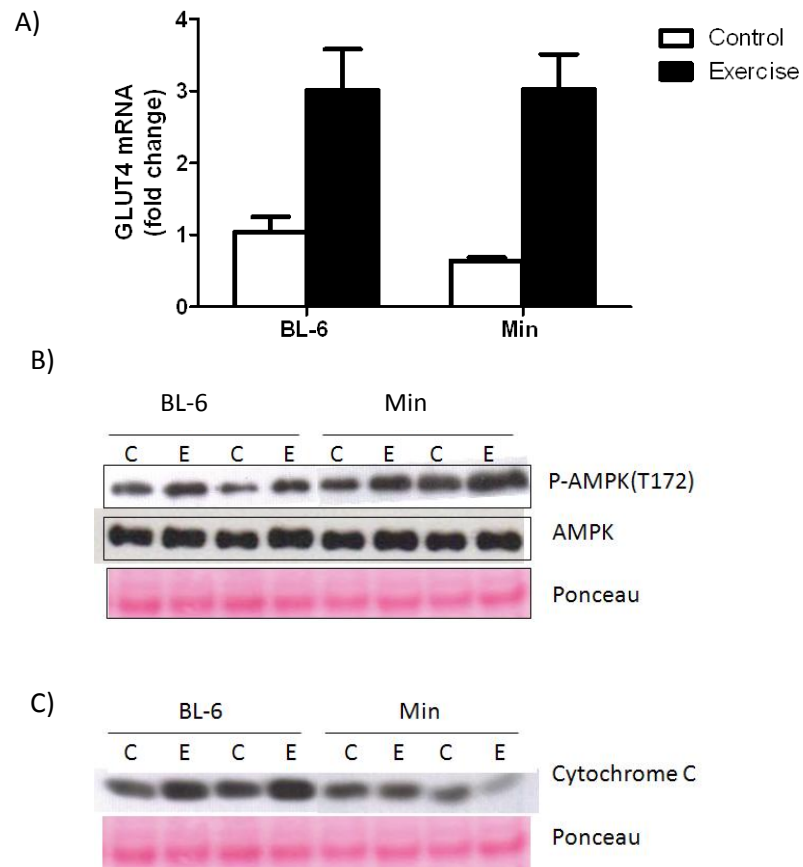 A)
4
3
2
1
0
GLUT4 mRNA
(fold change)
Control
Exercise
BL-6 Min
B)
BL-6 Min
C E C E C E C E
P-AMPK(T172)
AMPK
Ponceau
C)
BL-6 Min
C E C E C E C E
Cytochrome C
Ponceau